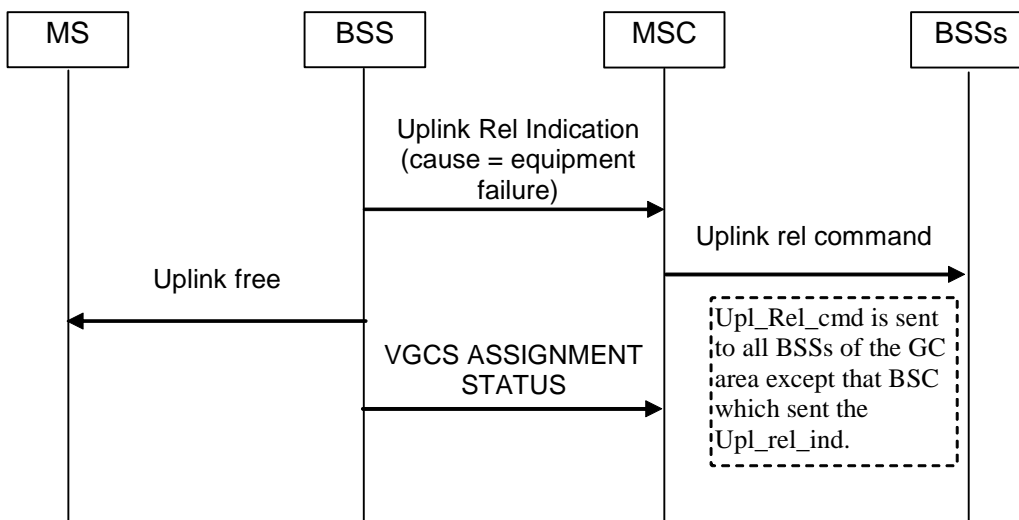 MS
BSS
MSC
BSSs
Uplink Rel Indication
(cause = equipment
failure)
Uplink rel command
Uplink free
Upl_Rel_cmd is sent
to all BSSs of the GC
area except that BSC
which sent the
Upl_rel_ind.
VGCS ASSIGNMENT
STATUS